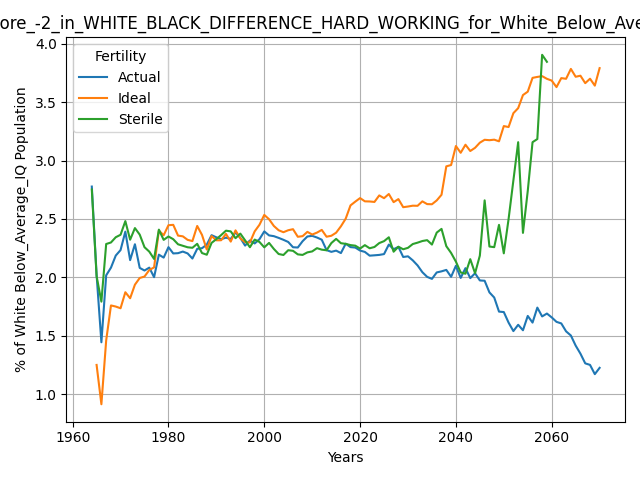 ore_-2_in_WHITE_BLACK_DIFFERENCE_HARD_WORKING_for_White_Below_Ave
Fertility
Actual
Ideal
Sterile
% of White Below_Average_IQ Population
4.0
3.5
3.0
2.5
2.0
1.5
1.0
1960
1980
2000
2020
2040
2060
Years